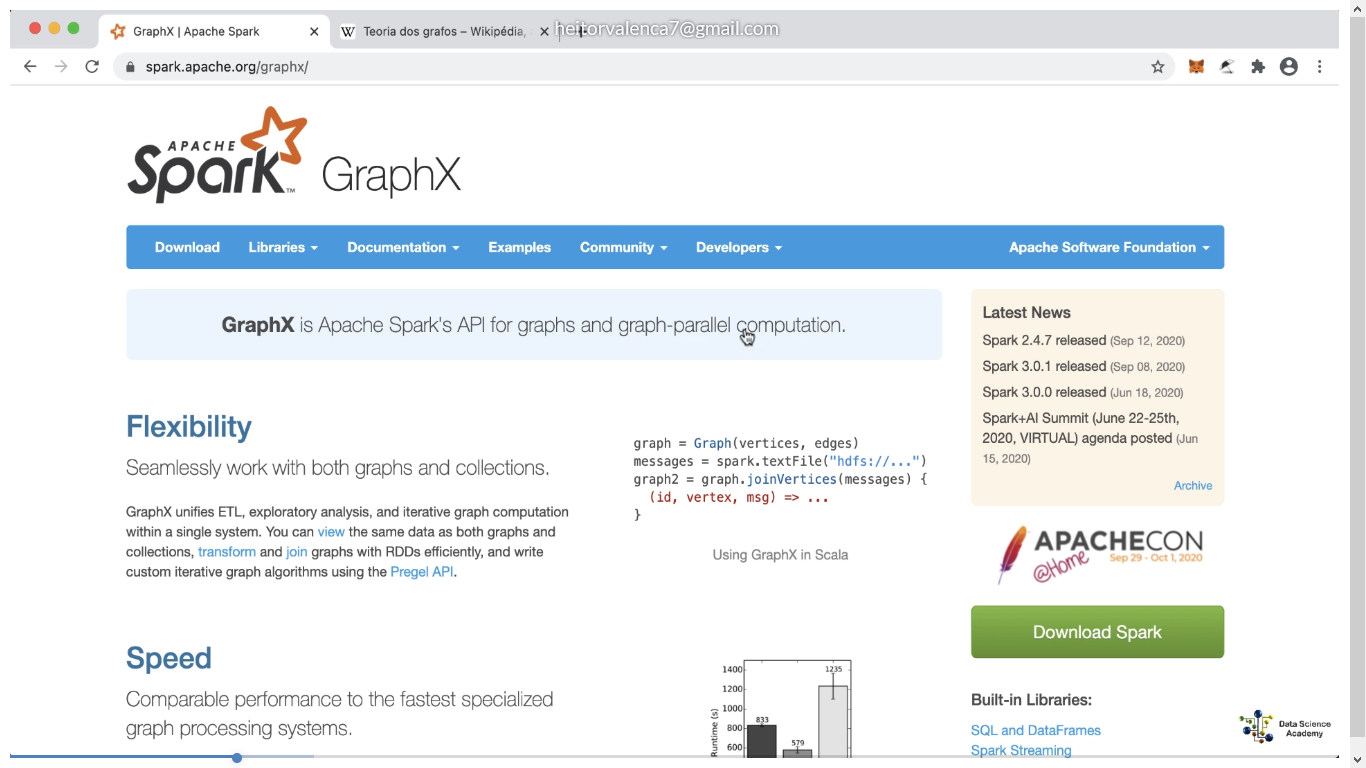 GraphX | Apache Spark
Teoria dos grafos – Wikipédia,
heitorvalenca7@gmail.com
spark.apache.org/graphx/
APACHE
Spark™ GraphX
Download Libraries Documentation Examples Community Developers Apache Software Foundation
GraphX is Apache Spark's API for graphs and graph-parallel computation.
Flexibility
Seamlessly work with both graphs and collections.
GraphX unifies ETL, exploratory analysis, and iterative graph computation
within a single system. You can view the same data as both graphs and
collections, transform and join graphs with RDDs efficiently, and write
custom iterative graph algorithms using the Pregel API.
graph = Graph(vertices, edges)
messages = spark.textFile("hdfs://...")
graph2 = graph.joinVertices(messages) {
(id, vertex, msg) => ...
}
Using GraphX in Scala
Latest News
Spark 2.4.7 released (Sep 12, 2020)
Spark 3.0.1 released (Sep 08, 2020)
Spark 3.0.0 released (Jun 18, 2020)
Spark+AI Summit (June 22-25th,
2020, VIRTUAL) agenda posted (Jun
15, 2020)
Archive
APACHECON
@Home
Sep 29 - Oct 1, 2020
Download Spark
Speed
Comparable performance to the fastest specialized
graph processing systems.
1400
1200
1000
800
600
Runtime (s)
833
579
1235
Built-in Libraries:
SQL and DataFrames
Spark Streaming
Data Science
Academy